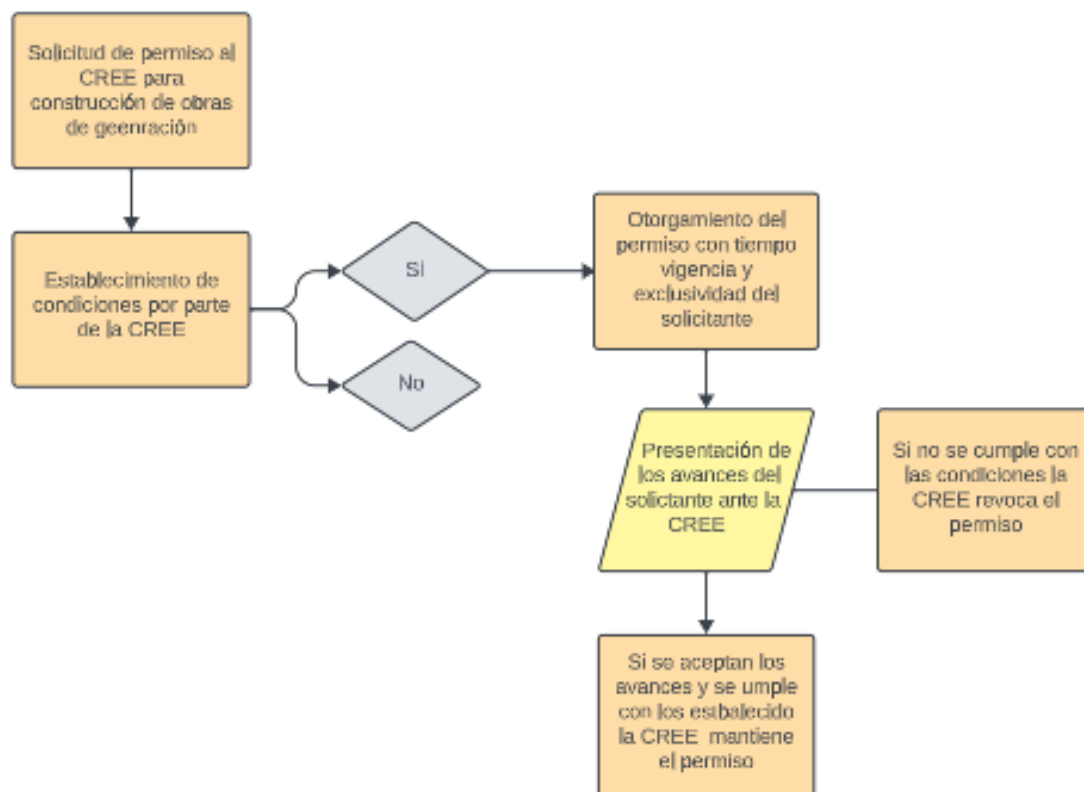 Solicitud de permiso al
CREE para
construcción de obras
de geenración
Establecimiento de
condiciones por parte
de la CREE
Si
No
Otorgamiento del
permiso con tiempo
vigencia y
exclusividad del
solicitante
Presentación de
los avances del
solictante ante la
CREE
Si no se cumple con
las condiciones la
CREE revoca el
permiso
Si se aceptan los
avances y se umple
con los estbalecido
la CREE mantiene
el permiso